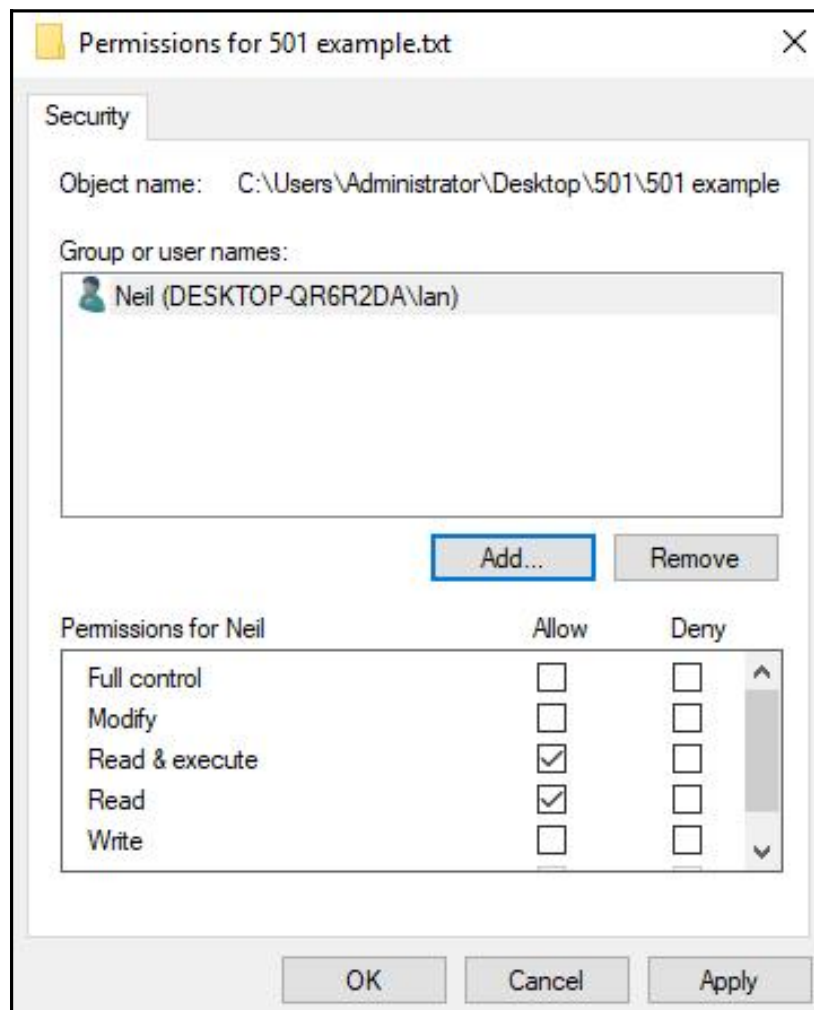 Permissions for 501 example.txt
Security
Object name: C:\Users\Administrator\Desktop\501\501 example
Group or user names:
Neil (DESKTOP-QR6R2DA\Ian)
Add... Remove
Permissions for Neil Allow Deny
Full control
Modify
Read & execute
Read
Write
OK Cancel Apply